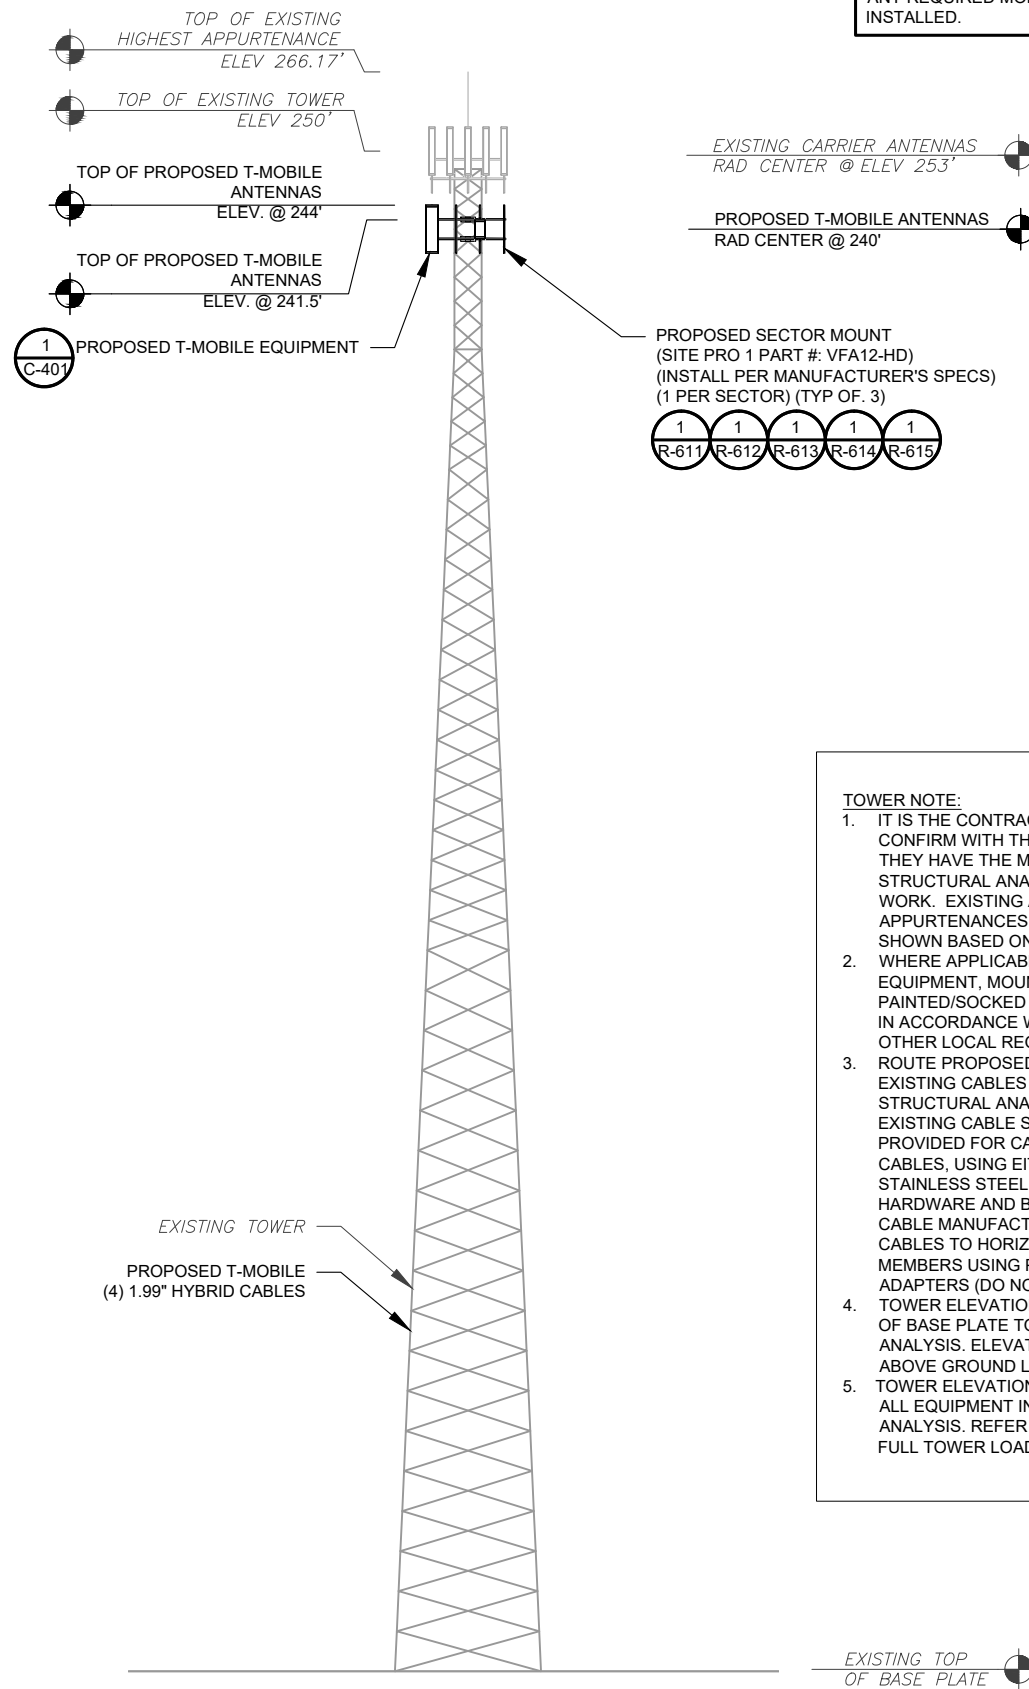 TOP OF EXISTING
HIGHEST APPURTENANCE
ELEV 266.17'
TOP OF EXISTING TOWER
ELEV 250'
TOP OF PROPOSED T-MOBILE
ANTENNAS
ELEV. @ 244'
TOP OF PROPOSED T-MOBILE
ANTENNAS
ELEV. @ 241.5'
1
C-401
PROPOSED T-MOBILE EQUIPMENT
INSTALLED.
EXISTING CARRIER ANTENNAS
RAD CENTER @ ELEV 253'
PROPOSED T-MOBILE ANTENNAS
RAD CENTER @ 240'
PROPOSED SECTOR MOUNT
(SITE PRO 1 PART #: VFA12-HD)
(INSTALL PER MANUFACTURER'S SPECS)
(1 PER SECTOR) (TYP OF. 3)
1 1 1 1 1
R-611 R-612 R-613 R-614 R-615
EXISTING TOWER
PROPOSED T-MOBILE
(4) 1.99" HYBRID CABLES
TOWER NOTE:
1. IT IS THE CONTRAC
CONFIRM WITH TH
THEY HAVE THE M
STRUCTURAL ANA
WORK. EXISTING
APPURTENANCES
SHOWN BASED ON
2. WHERE APPLICAB
EQUIPMENT, MOUN
PAINTED/SOCKED
IN ACCORDANCE W
OTHER LOCAL REQ
3. ROUTE PROPOSED
EXISTING CABLES
STRUCTURAL ANA
EXISTING CABLE S
PROVIDED FOR CA
CABLES, USING EIT
STAINLESS STEEL
HARDWARE AND B
CABLE MANUFACT
CABLES TO HORIZ
MEMBERS USING
ADAPTERS (DO NO
4. TOWER ELEVATIO
OF BASE PLATE TO
ANALYSIS. ELEVAT
ABOVE GROUND L
5. TOWER ELEVATION
ALL EQUIPMENT IN
ANALYSIS. REFER
FULL TOWER LOAD
EXISTING TOP
OF BASE PLATE